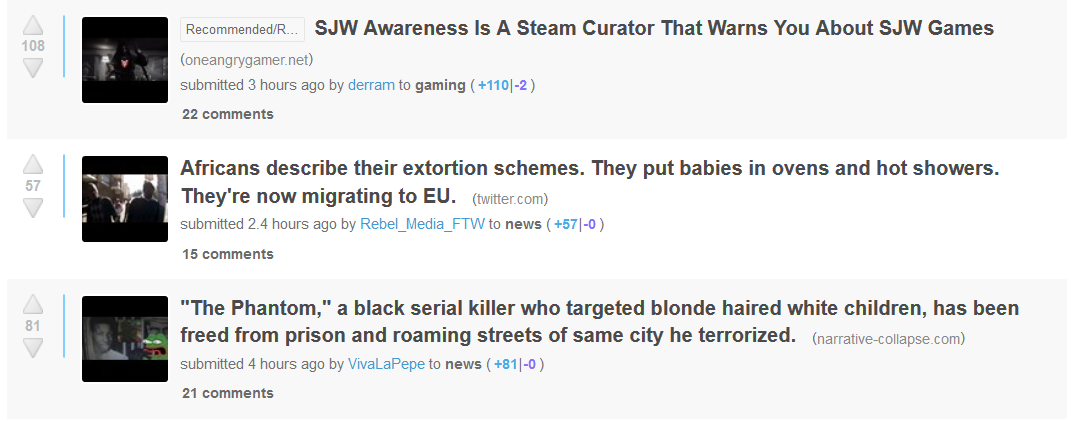 108
Recommended/R... SJW Awareness Is A Steam Curator That Warns You About SJW Games
(oneangrygamer.net)
submitted 3 hours ago by derram to gaming ( +110|-2 )
22 comments
57
Africans describe their extortion schemes. They put babies in ovens and hot showers.
They're now migrating to EU. (twitter.com)
submitted 2.4 hours ago by Rebel_Media_FTW to news ( +57|-0 )
15 comments
81
"The Phantom," a black serial killer who targeted blonde haired white children, has been
freed from prison and roaming streets of same city he terrorized. (narrative-collapse.com)
submitted 4 hours ago by VivaLaPepe to news ( +81|-0 )
21 comments